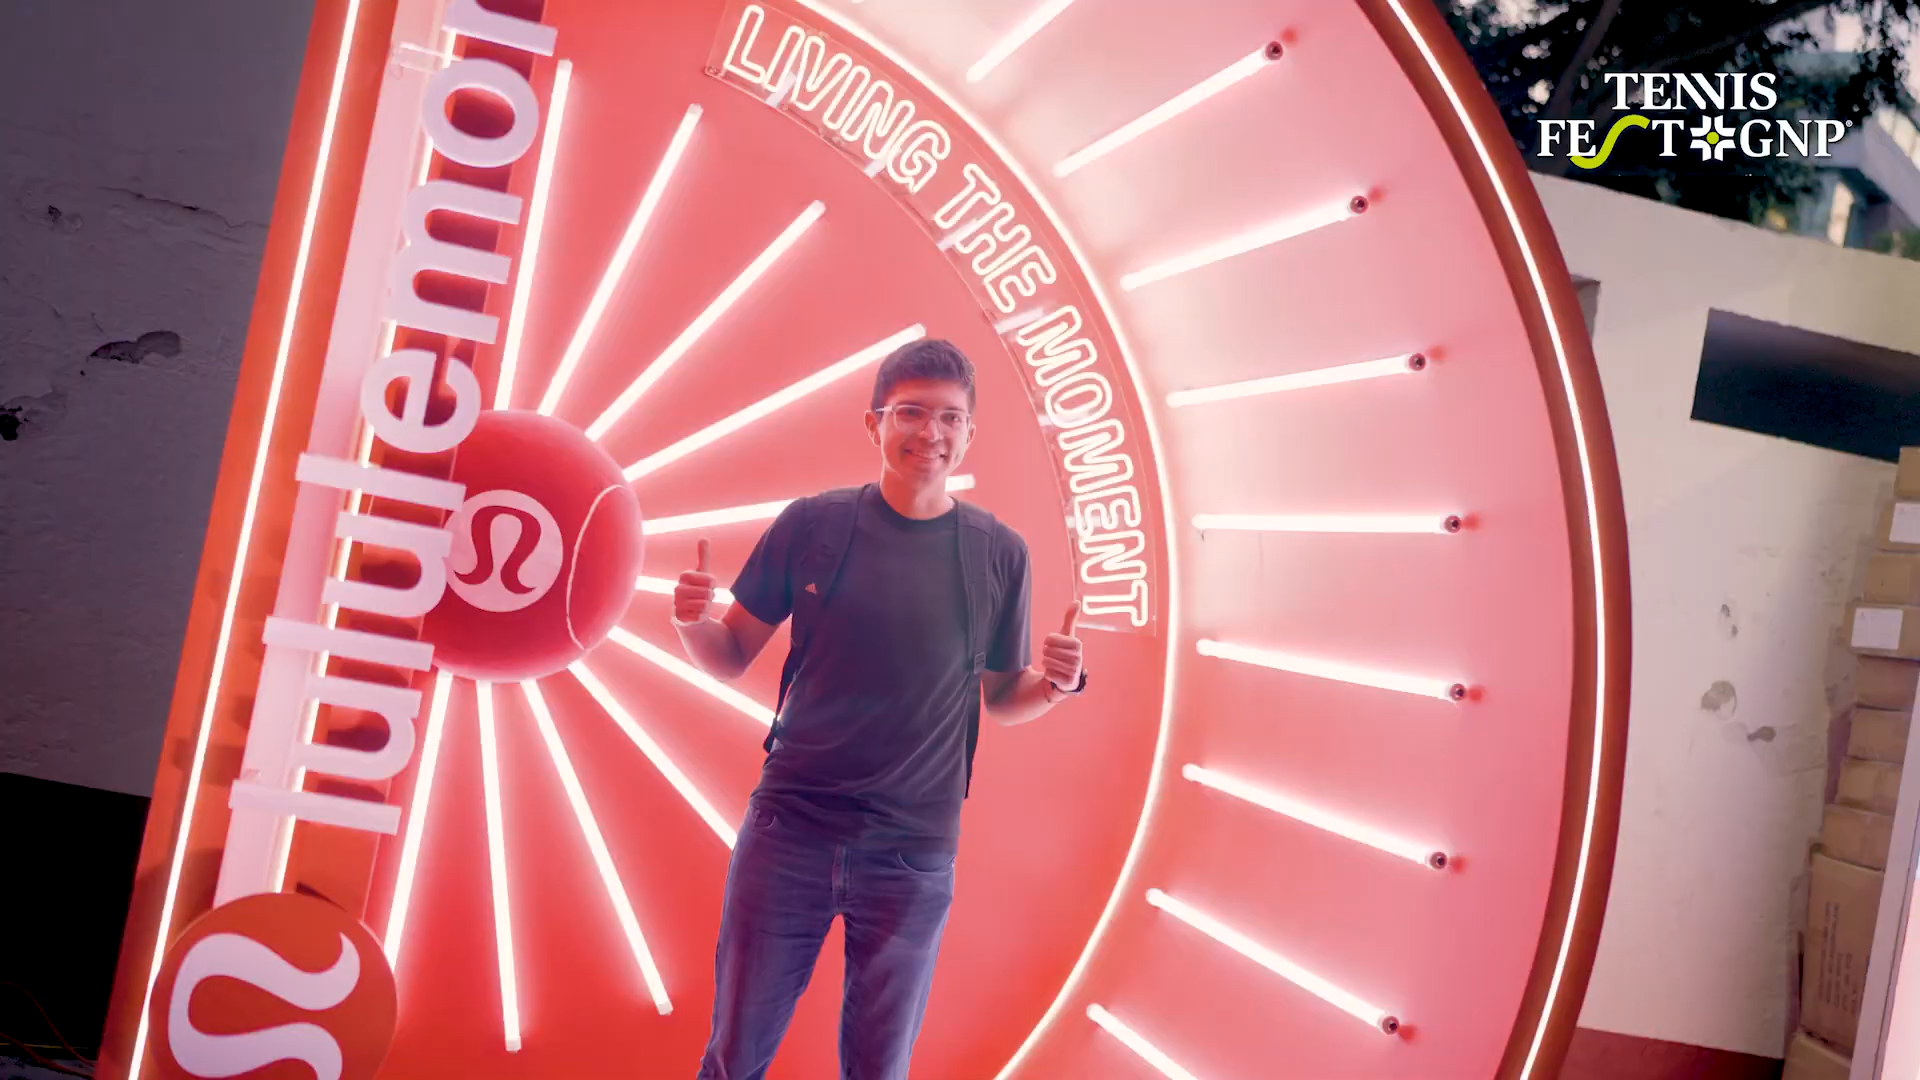 lululemon
LIVING THE MOMENT
TENNIS
FEST GNP